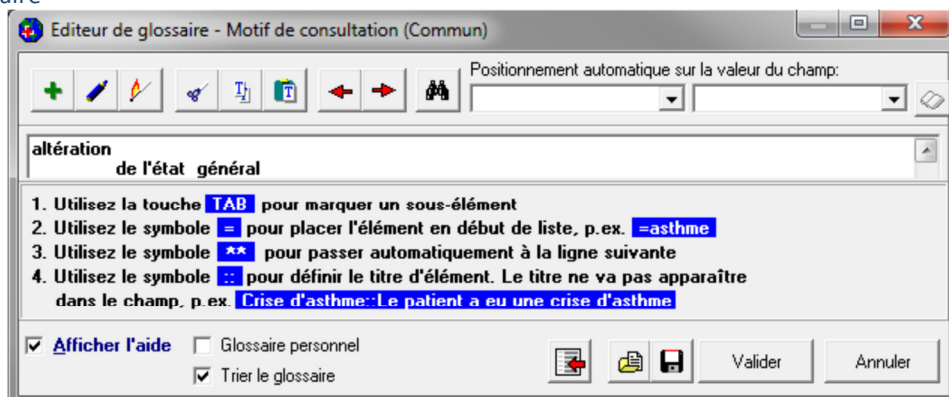 Editeur de glossaire - Motif de consultation (Commun)
Positionnement automatique sur la valeur du champ:
altération
de l'état général
1. Utilisez la touche TAB pour marquer un sous-élément
2. Utilisez le symbole = pour placer l'élément en début de liste, p.ex. =asthme
3. Utilisez le symbole ** pour passer automatiquement à la ligne suivante
4. Utilisez le symbole :: pour définir le titre d'élément. Le titre ne va pas apparaître
dans le champ, p.ex. Crise d'asthme::Le patient a eu une crise d'asthme
Afficher l'aide
Glossaire personnel
Trier le glossaire
Valider
Annuler